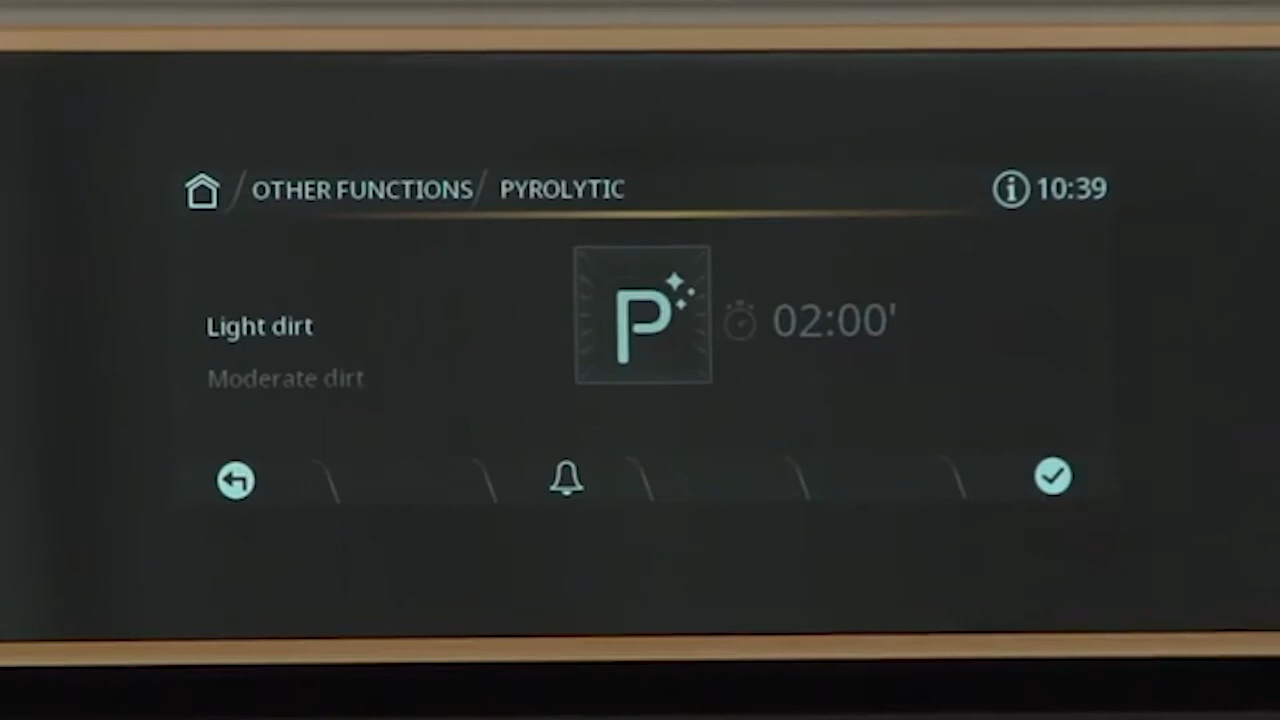 OTHER FUNCTIONS / PYROLYTIC
10:39
P
02:00'
Light dirt
Moderate dirt